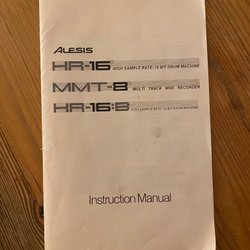 ALESIS
HR-16 HIGH SAMPLE RATE / 16 BIT DRUM MACHINE
MMT-8 MULTI TRACK MIDI RECORDER
HR-16:B HIGH SAMPLE RATE / 16 BIT DRUM MACHINE
Instruction Manual